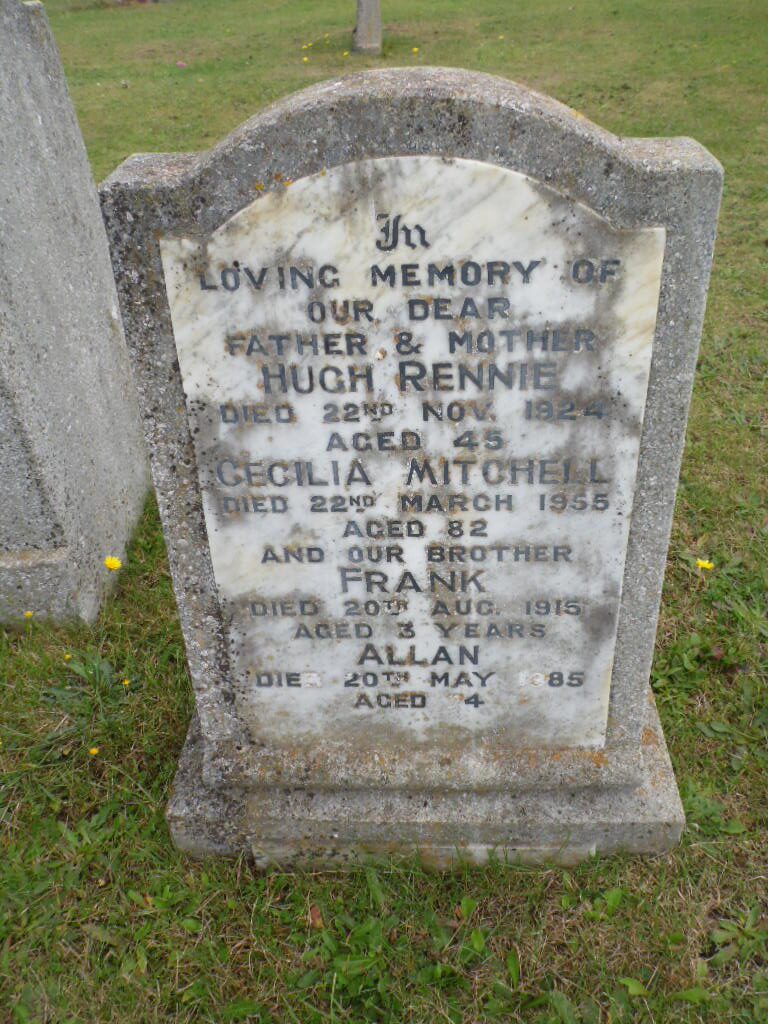 In
LOVING MEMORY OF
OUR DEAR
FATHER & MOTHER
HUGH RENNIE
DIED 22ND NOV. 1924
AGED 45
CECILIA MITCHELL
DIED 22ND MARCH 1955
AGED 82
AND OUR BROTHER
FRANK
DIED 20TH AUG. 1915
AGED 3 YEARS
ALLAN
DIED 20TH MAY
AGED